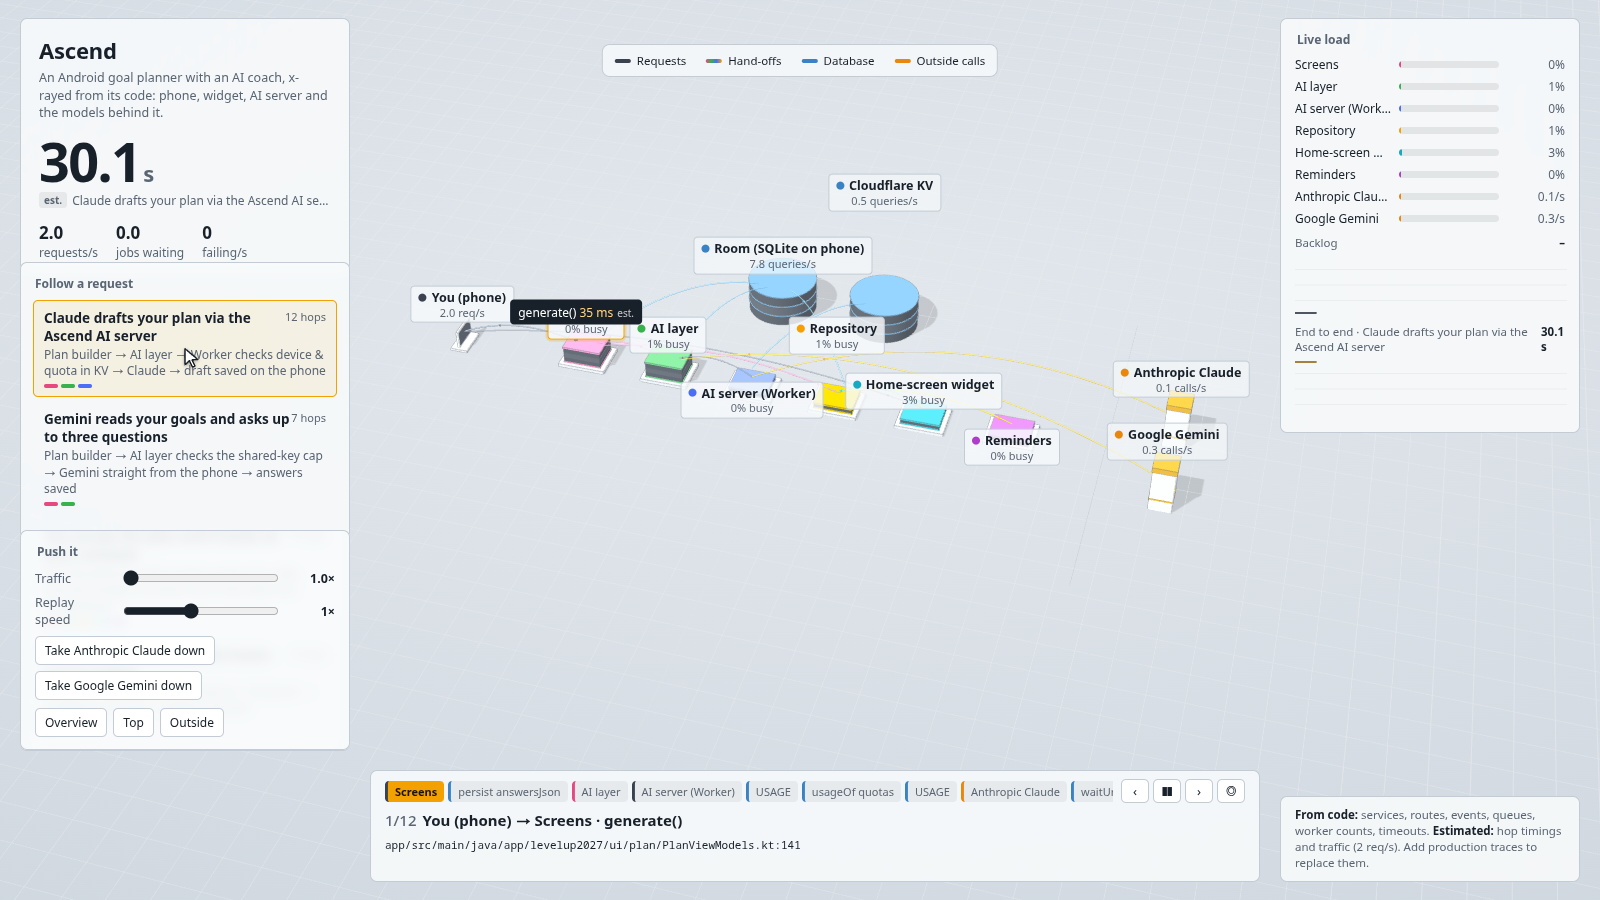 Ascend
An Android goal planner with an AI coach, x-
rayed from its code: phone, widget, AI server and
the models behind it.
30.1 s
est. Claude drafts your plan via the Ascend AI se...
2.0 0.0 0
requests/s jobs waiting failing/s
Follow a request
Claude drafts your plan via the 12 hops
Ascend AI server
Plan builder → AI layer → Worker checks device &
quota in KV → Claude → draft saved on the phone
Gemini reads your goals and asks up 7 hops
to three questions
Plan builder → AI layer checks the shared-key cap
→ Gemini straight from the phone → answers
saved
Push it
Traffic 1.0×
Replay speed 1×
Take Anthropic Claude down
Take Google Gemini down
Overview Top Outside
Requests Hand-offs Database Outside calls
Cloudflare KV
0.5 queries/s
Room (SQLite on phone)
7.8 queries/s
You (phone)
2.0 req/s
generate() 35 ms est.
0% busy
AI layer
1% busy
Repository
1% busy
AI server (Worker)
0% busy
Home-screen widget
3% busy
Reminders
0% busy
Anthropic Claude
0.1 calls/s
Google Gemini
0.3 calls/s
Live load
Screens 0%
AI layer 1%
AI server (Work... 0%
Repository 1%
Home-screen ... 3%
Reminders 0%
Anthropic Clau... 0.1/s
Google Gemini 0.3/s
Backlog –
End to end · Claude drafts your plan via the 30.1
Ascend AI server s
Screens persist answersJson AI layer AI server (Worker) USAGE usageOf quotas USAGE Anthropic Claude waitUn
1/12 You (phone) → Screens · generate()
app/src/main/java/app/levelup2027/ui/plan/PlanViewModels.kt:141
From code: services, routes, events, queues,
worker counts, timeouts. Estimated: hop timings
and traffic (2 req/s). Add production traces to
replace them.